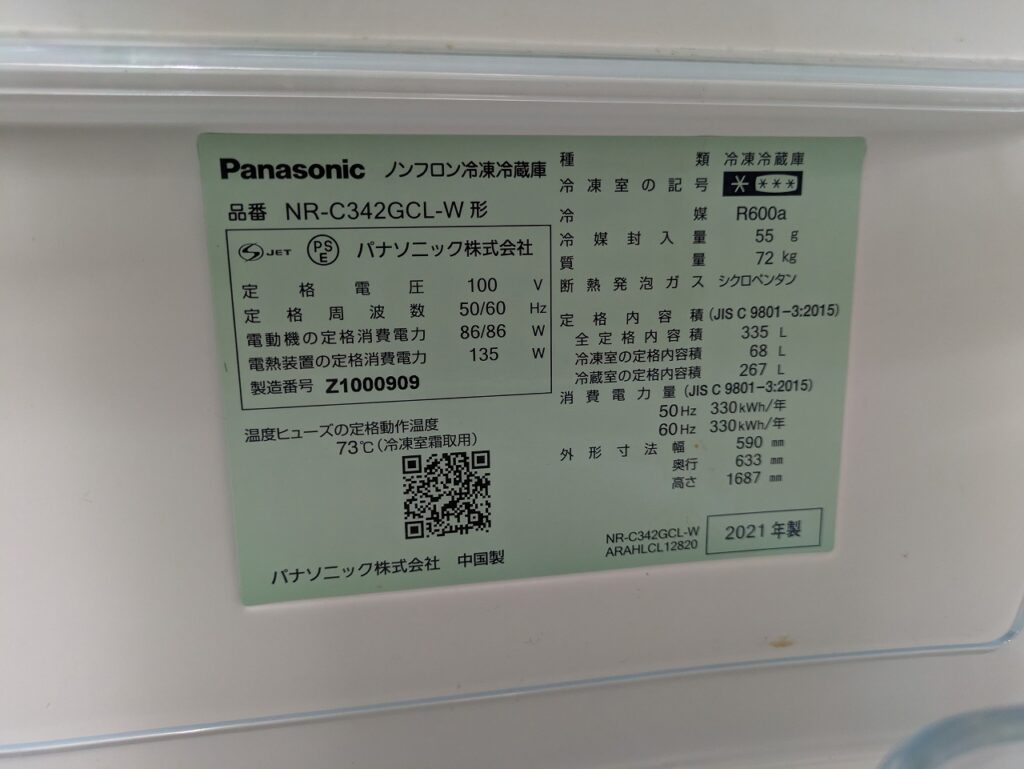 Panasonic ノンフロン冷凍冷蔵庫
品番 NR-C342GCL-W 形
S JET PSE パナソニック株式会社
定格電圧 100 V
定格周波数 50/60 Hz
電動機の定格消費電力 86/86 W
電熱装置の定格消費電力 135 W
製造番号 Z1000909
温度ヒューズの定格動作温度
73℃(冷凍室霜取用)
パナソニック株式会社 中国製
種類 冷凍冷蔵庫
冷凍室の記号 * ***
冷媒 R600a
冷媒封入量 55 g
質量 72 kg
断熱発泡ガス シクロペンタン
定格内容積 (JIS C 9801-3:2015)
全定格内容積 335 L
冷凍室の定格内容積 68 L
冷蔵室の定格内容積 267 L
消費電力量 (JIS C 9801-3:2015)
50Hz 330kWh/年
60Hz 330kWh/年
外形寸法 幅 590 mm
奥行 633 mm
高さ 1687 mm
NR-C342GCL-W
ARAHLCL12820
2021年製